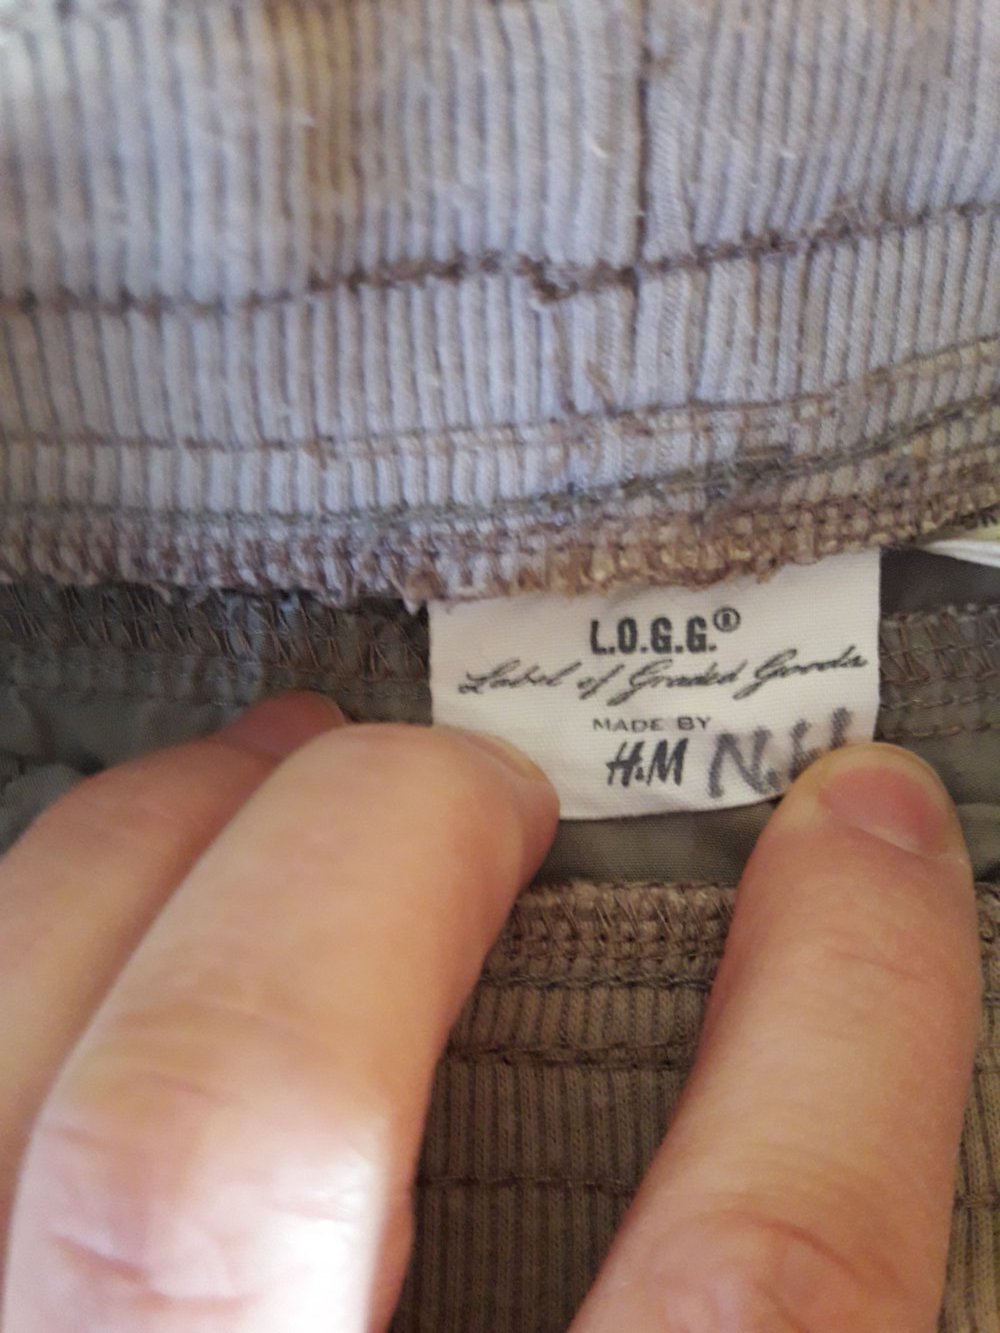 L.O.G.G.®
Label of Graded Goods
MADE BY
H&M N.H